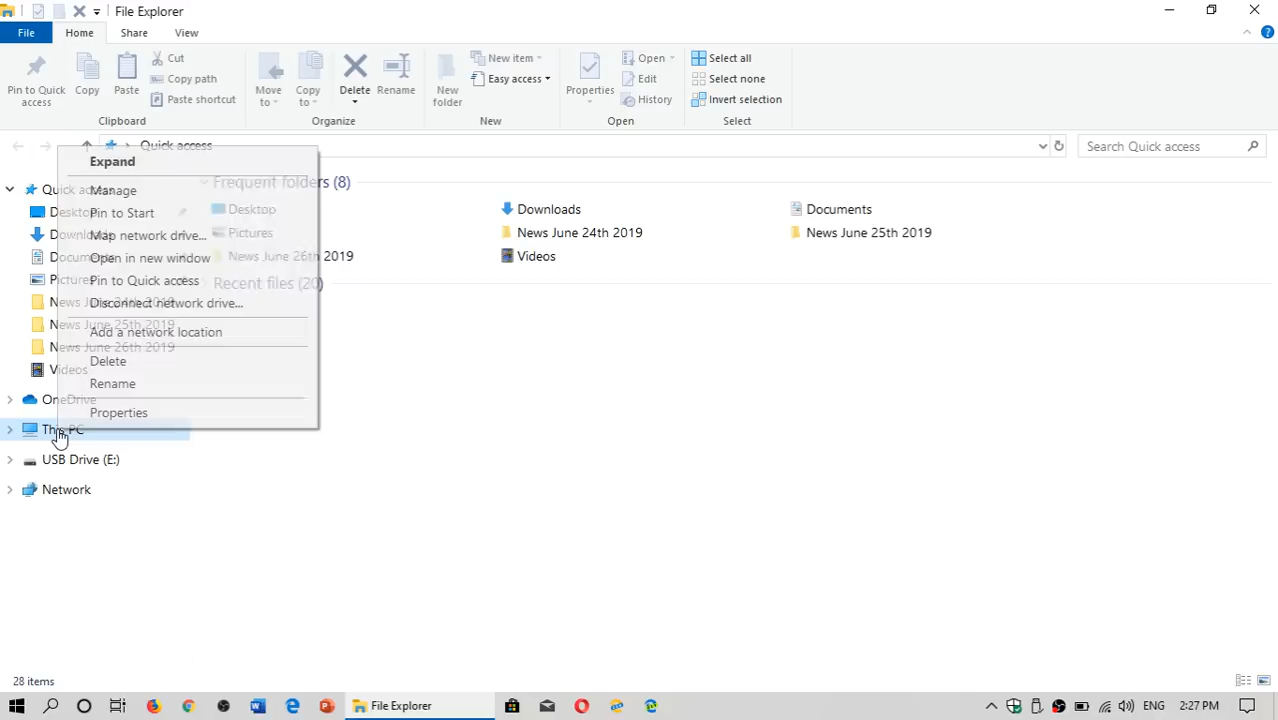 File Explorer
File Home Share View
Pin to Quick access
Copy
Paste
Cut
Copy path
Paste shortcut
Clipboard
Move to
Copy to
Delete
Rename
Organize
New folder
New item
Easy access
New
Properties
Open
Edit
History
Open
Select all
Select none
Invert selection
Select
Quick access
Search Quick access
Expand
Manage
Pin to Start
Map network drive...
Open in new window
Pin to Quick access
Disconnect network drive...
Add a network location
Delete
Rename
Properties
Quick access
Desktop
Downloads
Documents
Pictures
News June 24th 2019
News June 25th 2019
News June 26th 2019
Videos
OneDrive
This PC
USB Drive (E:)
Network
Frequent folders (8)
Desktop
Downloads
Documents
Pictures
News June 24th 2019
News June 25th 2019
News June 26th 2019
Videos
Recent files (20)
28 items
File Explorer
ENG
2:27 PM